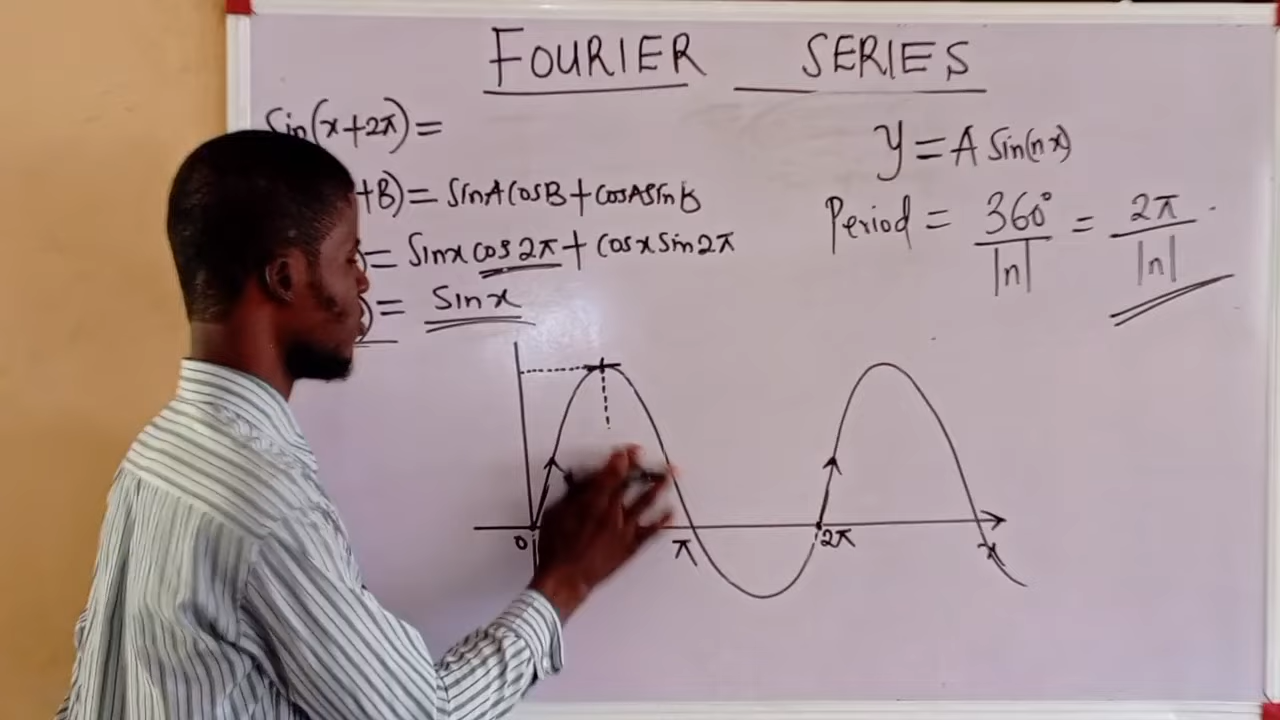 FOURIER SERIES
Sin(x+2π)=
+B)= SinACosB+CosASinB
)= Sinx cos2π + Cosx Sin2π
)= Sinx
y = A Sin(nx)
Period = 360°/|n| = 2π/|n|
0 π 2π x